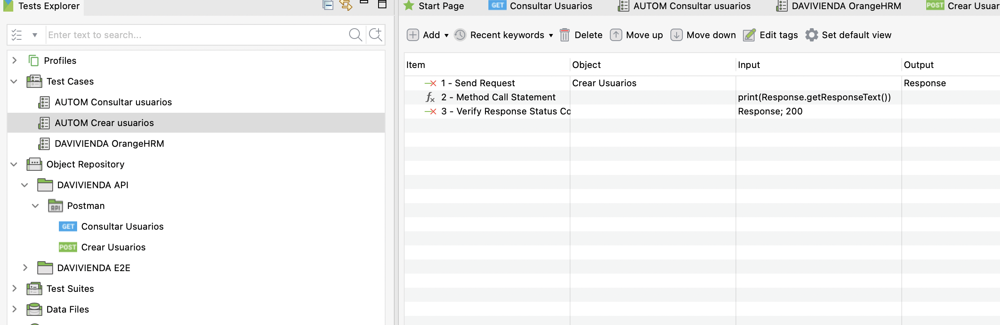 Tests Explorer
Enter text to search...
Profiles
Test Cases
AUTOM Consultar usuarios
AUTOM Crear usuarios
DAVIVIENDA OrangeHRM
Object Repository
DAVIVIENDA API
API Postman
GET Consultar Usuarios
POST Crear Usuarios
DAVIVIENDA E2E
Test Suites
Data Files
Start Page GET Consultar Usuarios AUTOM Consultar usuarios DAVIVIENDA OrangeHRM POST Crear Usuar
Add Recent keywords Delete Move up Move down Edit tags Set default view
Item Object Input Output
1 - Send Request Crear Usuarios Response
2 - Method Call Statement print(Response.getResponseText())
3 - Verify Response Status Co Response; 200